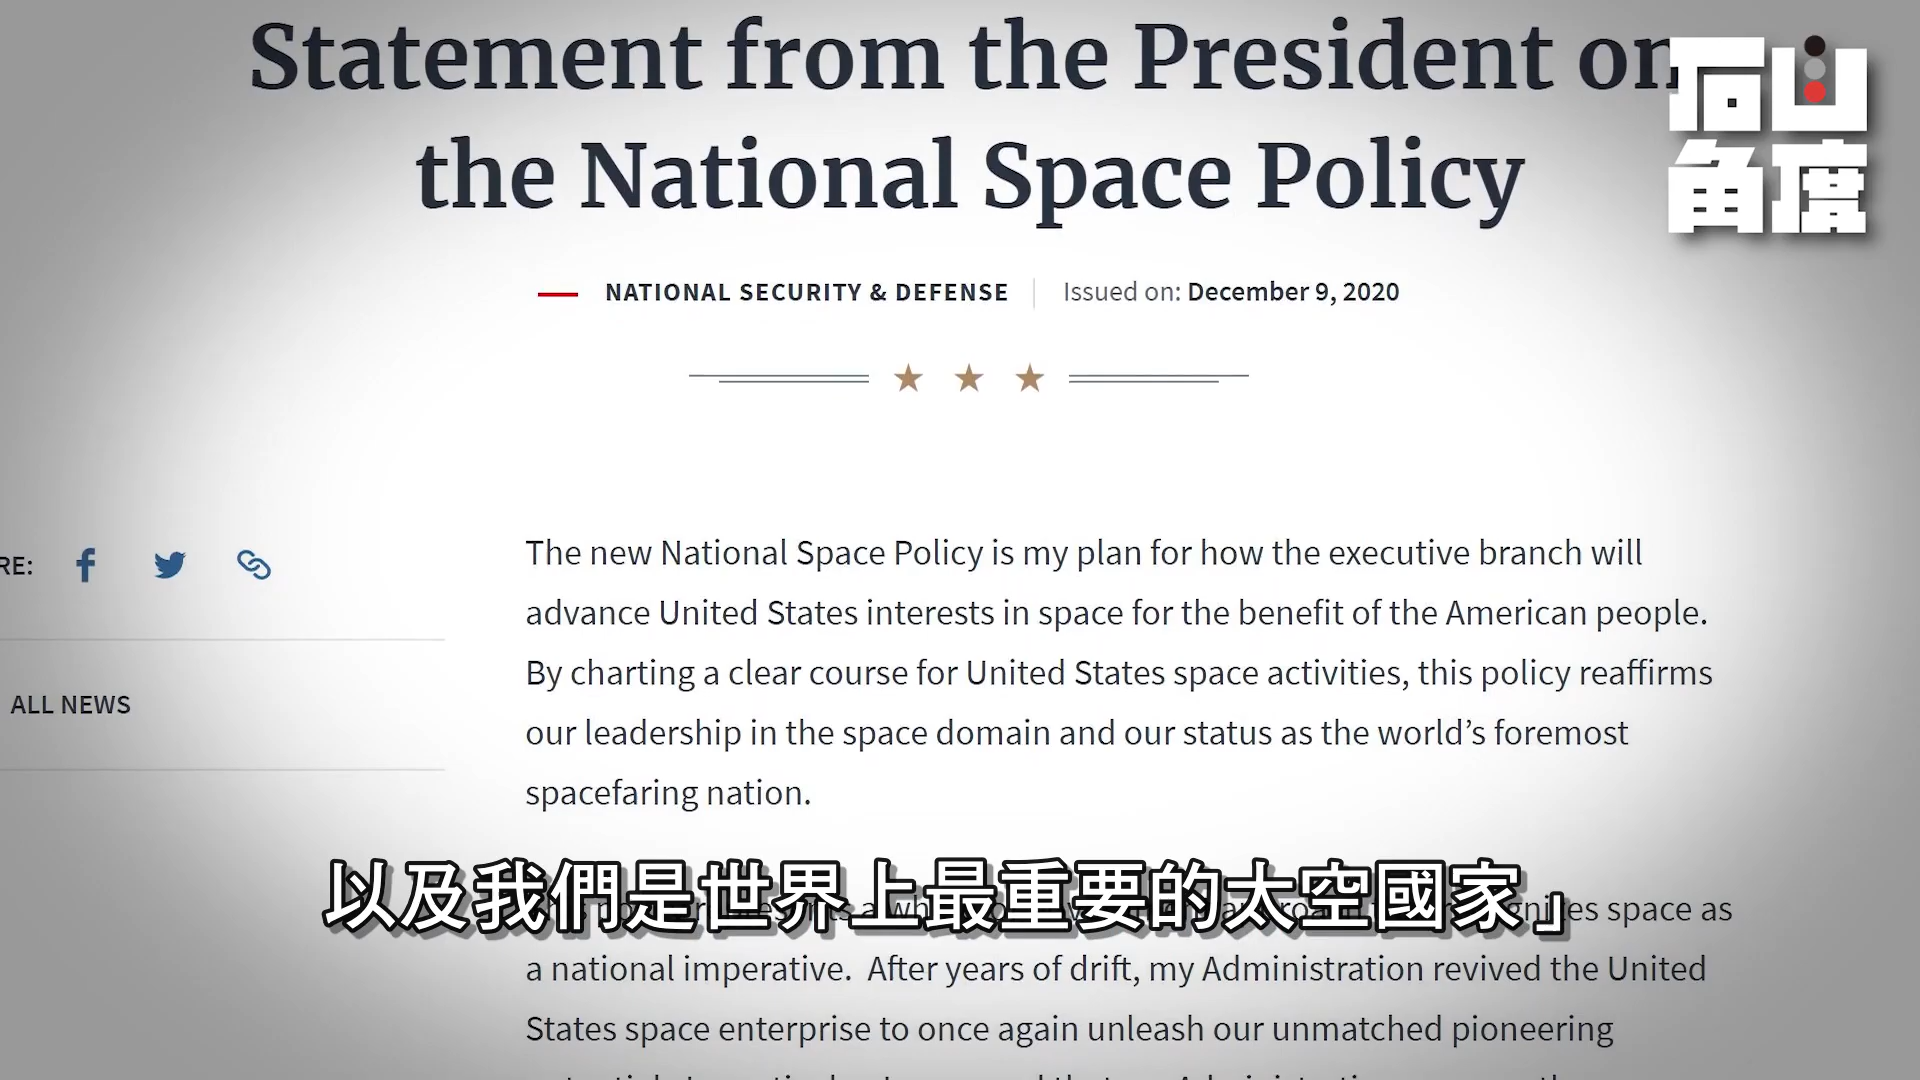 Statement from the President on
the National Space Policy
石山
角度
NATIONAL SECURITY & DEFENSE
Issued on: December 9, 2020
RE:
ALL NEWS
The new National Space Policy is my plan for how the executive branch will
advance United States interests in space for the benefit of the American people.
By charting a clear course for United States space activities, this policy reaffirms
our leadership in the space domain and our status as the world’s foremost
spacefaring nation.
以及我們是世界上最重要的太空國家」
space as
a national imperative. After years of drift, my Administration revived the United
States space enterprise to once again unleash our unmatched pioneering